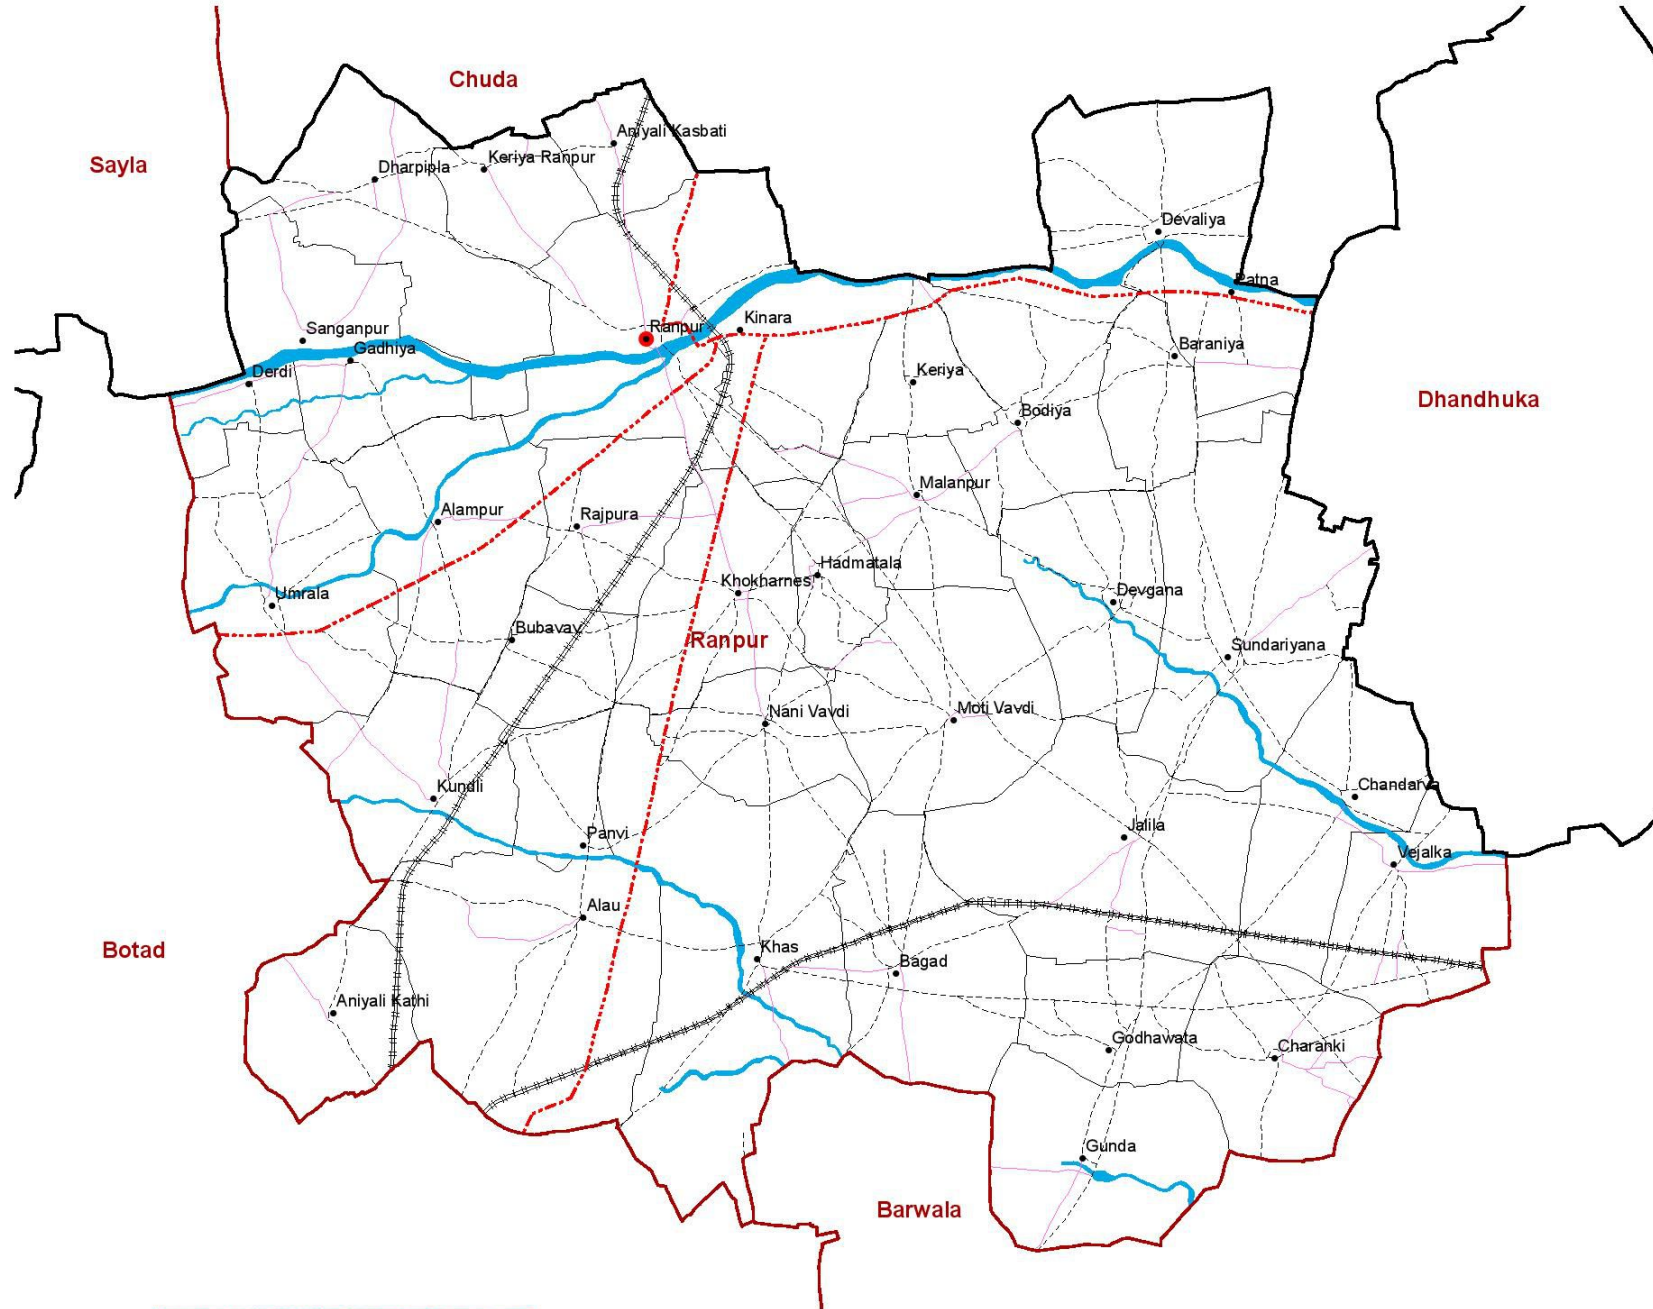 Chuda
Aniyali Kasbati
Sayla
Dharpipla
Keriya Ranpur
Devaliya
Patna
Sanganpur
Gadhiya
Ranpur
Kinara
Baraniya
Derdi
Keriya
Dhandhuka
Bodiya
Malanpur
Alampur
Rajpura
Hadmatala
Khokharnes
Devgana
Umrala
Bubavav
Ranpur
Sundariyana
Nani Vavdi
Moti Vavdi
Kundli
Chandarva
Panvi
Jalila
Vejalka
Alau
Botad
Khas
Bagad
Aniyali Kathi
Godhawata
Charanki
Gunda
Barwala